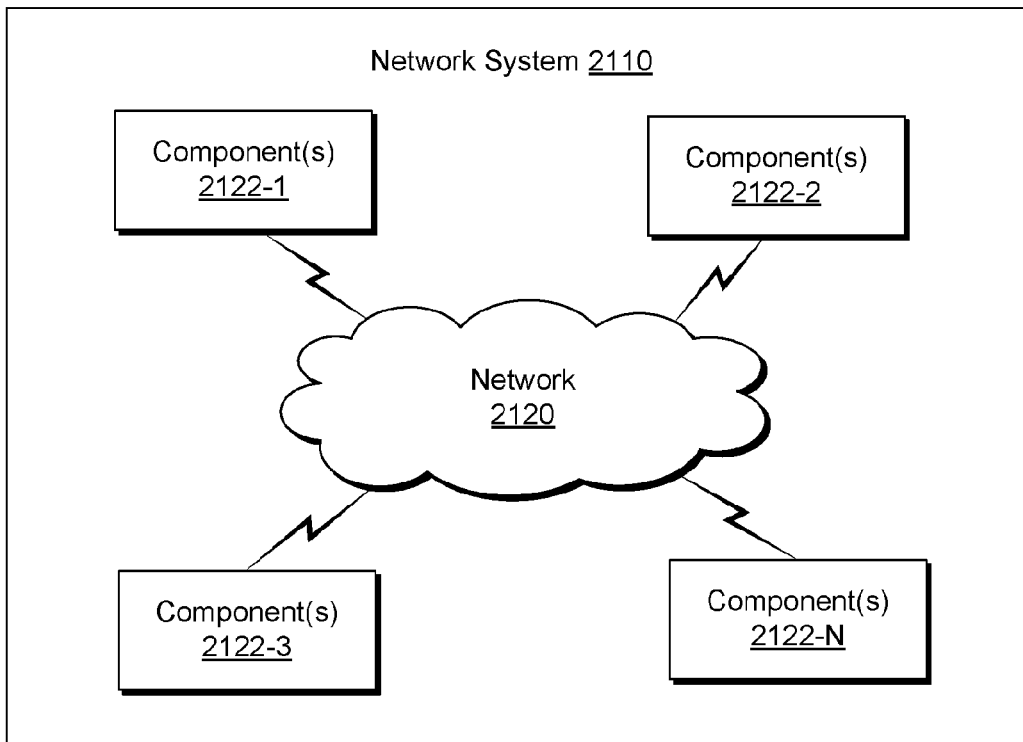 Network System 2110
Component(s)
2122-1
Component(s)
2122-2
Network
2120
Component(s)
2122-3
Component(s)
2122-N